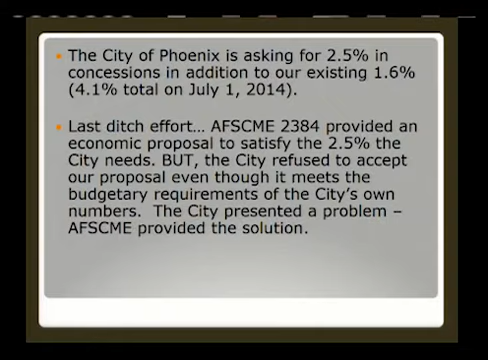 • The City of Phoenix is asking for 2.5% in
concessions in addition to our existing 1.6%
(4.1% total on July 1, 2014).
• Last ditch effort… AFSCME 2384 provided an
economic proposal to satisfy the 2.5% the
City needs. BUT, the City refused to accept
our proposal even though it meets the
budgetary requirements of the City's own
numbers. The City presented a problem –
AFSCME provided the solution.